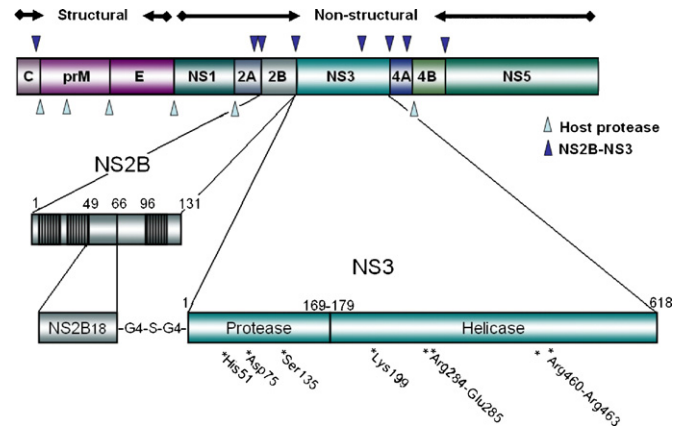 Structural Non-structural
C prM E NS1 2A 2B NS3 4A 4B NS5
Host protease
NS2B-NS3
NS2B
1 49 66 96 131
NS3
1 169-179 618
NS2B18 -G4-S-G4- Protease Helicase
*His51 *Asp75 *Ser135 *Lys199 **Arg284-Glu285 * *Arg460-Arg463